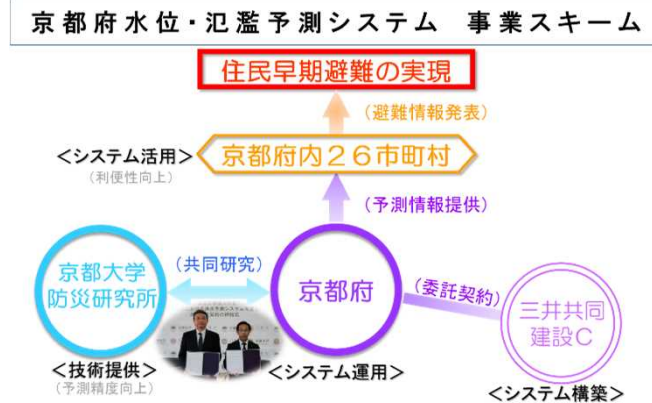 京都府水位・氾濫予測システム 事業スキーム
住民早期避難の実現
（避難情報発表）
＜システム活用＞
（利便性向上）
京都府内２６市町村
（予測情報提供）
京都大学
防災研究所
（共同研究）
京都府
（委託契約）
三井共同
建設Ｃ
＜技術提供＞
（予測精度向上）
＜システム運用＞
＜システム構築＞